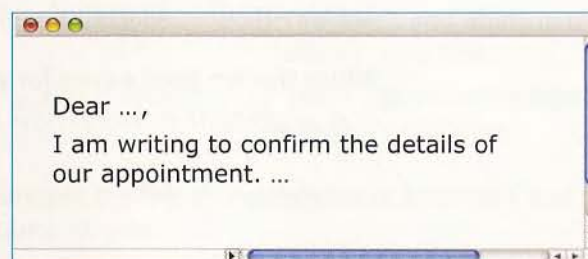 Dear …,
I am writing to confirm the details of
our appointment. …